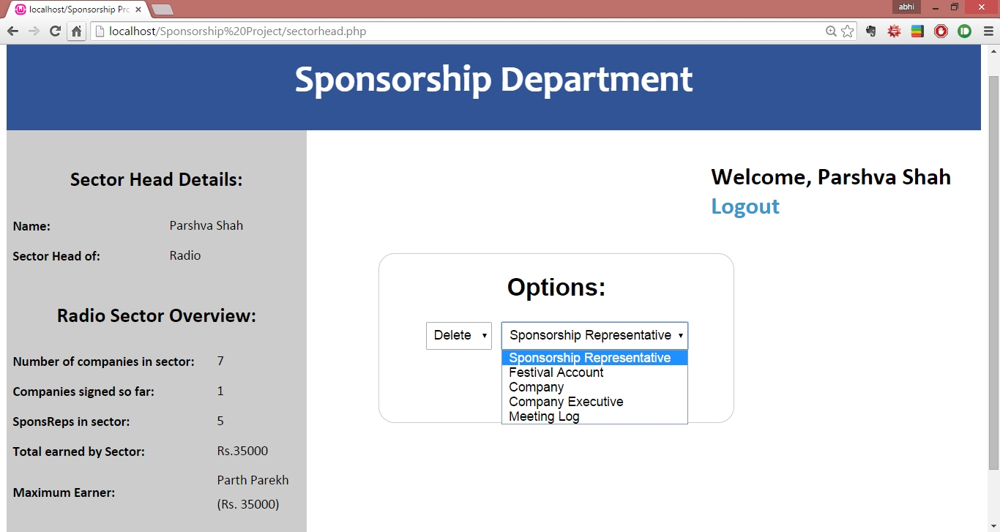 localhost/Sponsorship Pro
abhi
localhost/Sponsorship%20Project/sectorhead.php
Sponsorship Department
Sector Head Details:
Name: Parshva Shah
Sector Head of: Radio
Radio Sector Overview:
Number of companies in sector: 7
Companies signed so far: 1
SponsReps in sector: 5
Total earned by Sector: Rs.35000
Maximum Earner: Parth Parekh
(Rs. 35000)
Welcome, Parshva Shah
Logout
Options:
Delete Sponsorship Representative
Sponsorship Representative
Festival Account
Company
Company Executive
Meeting Log